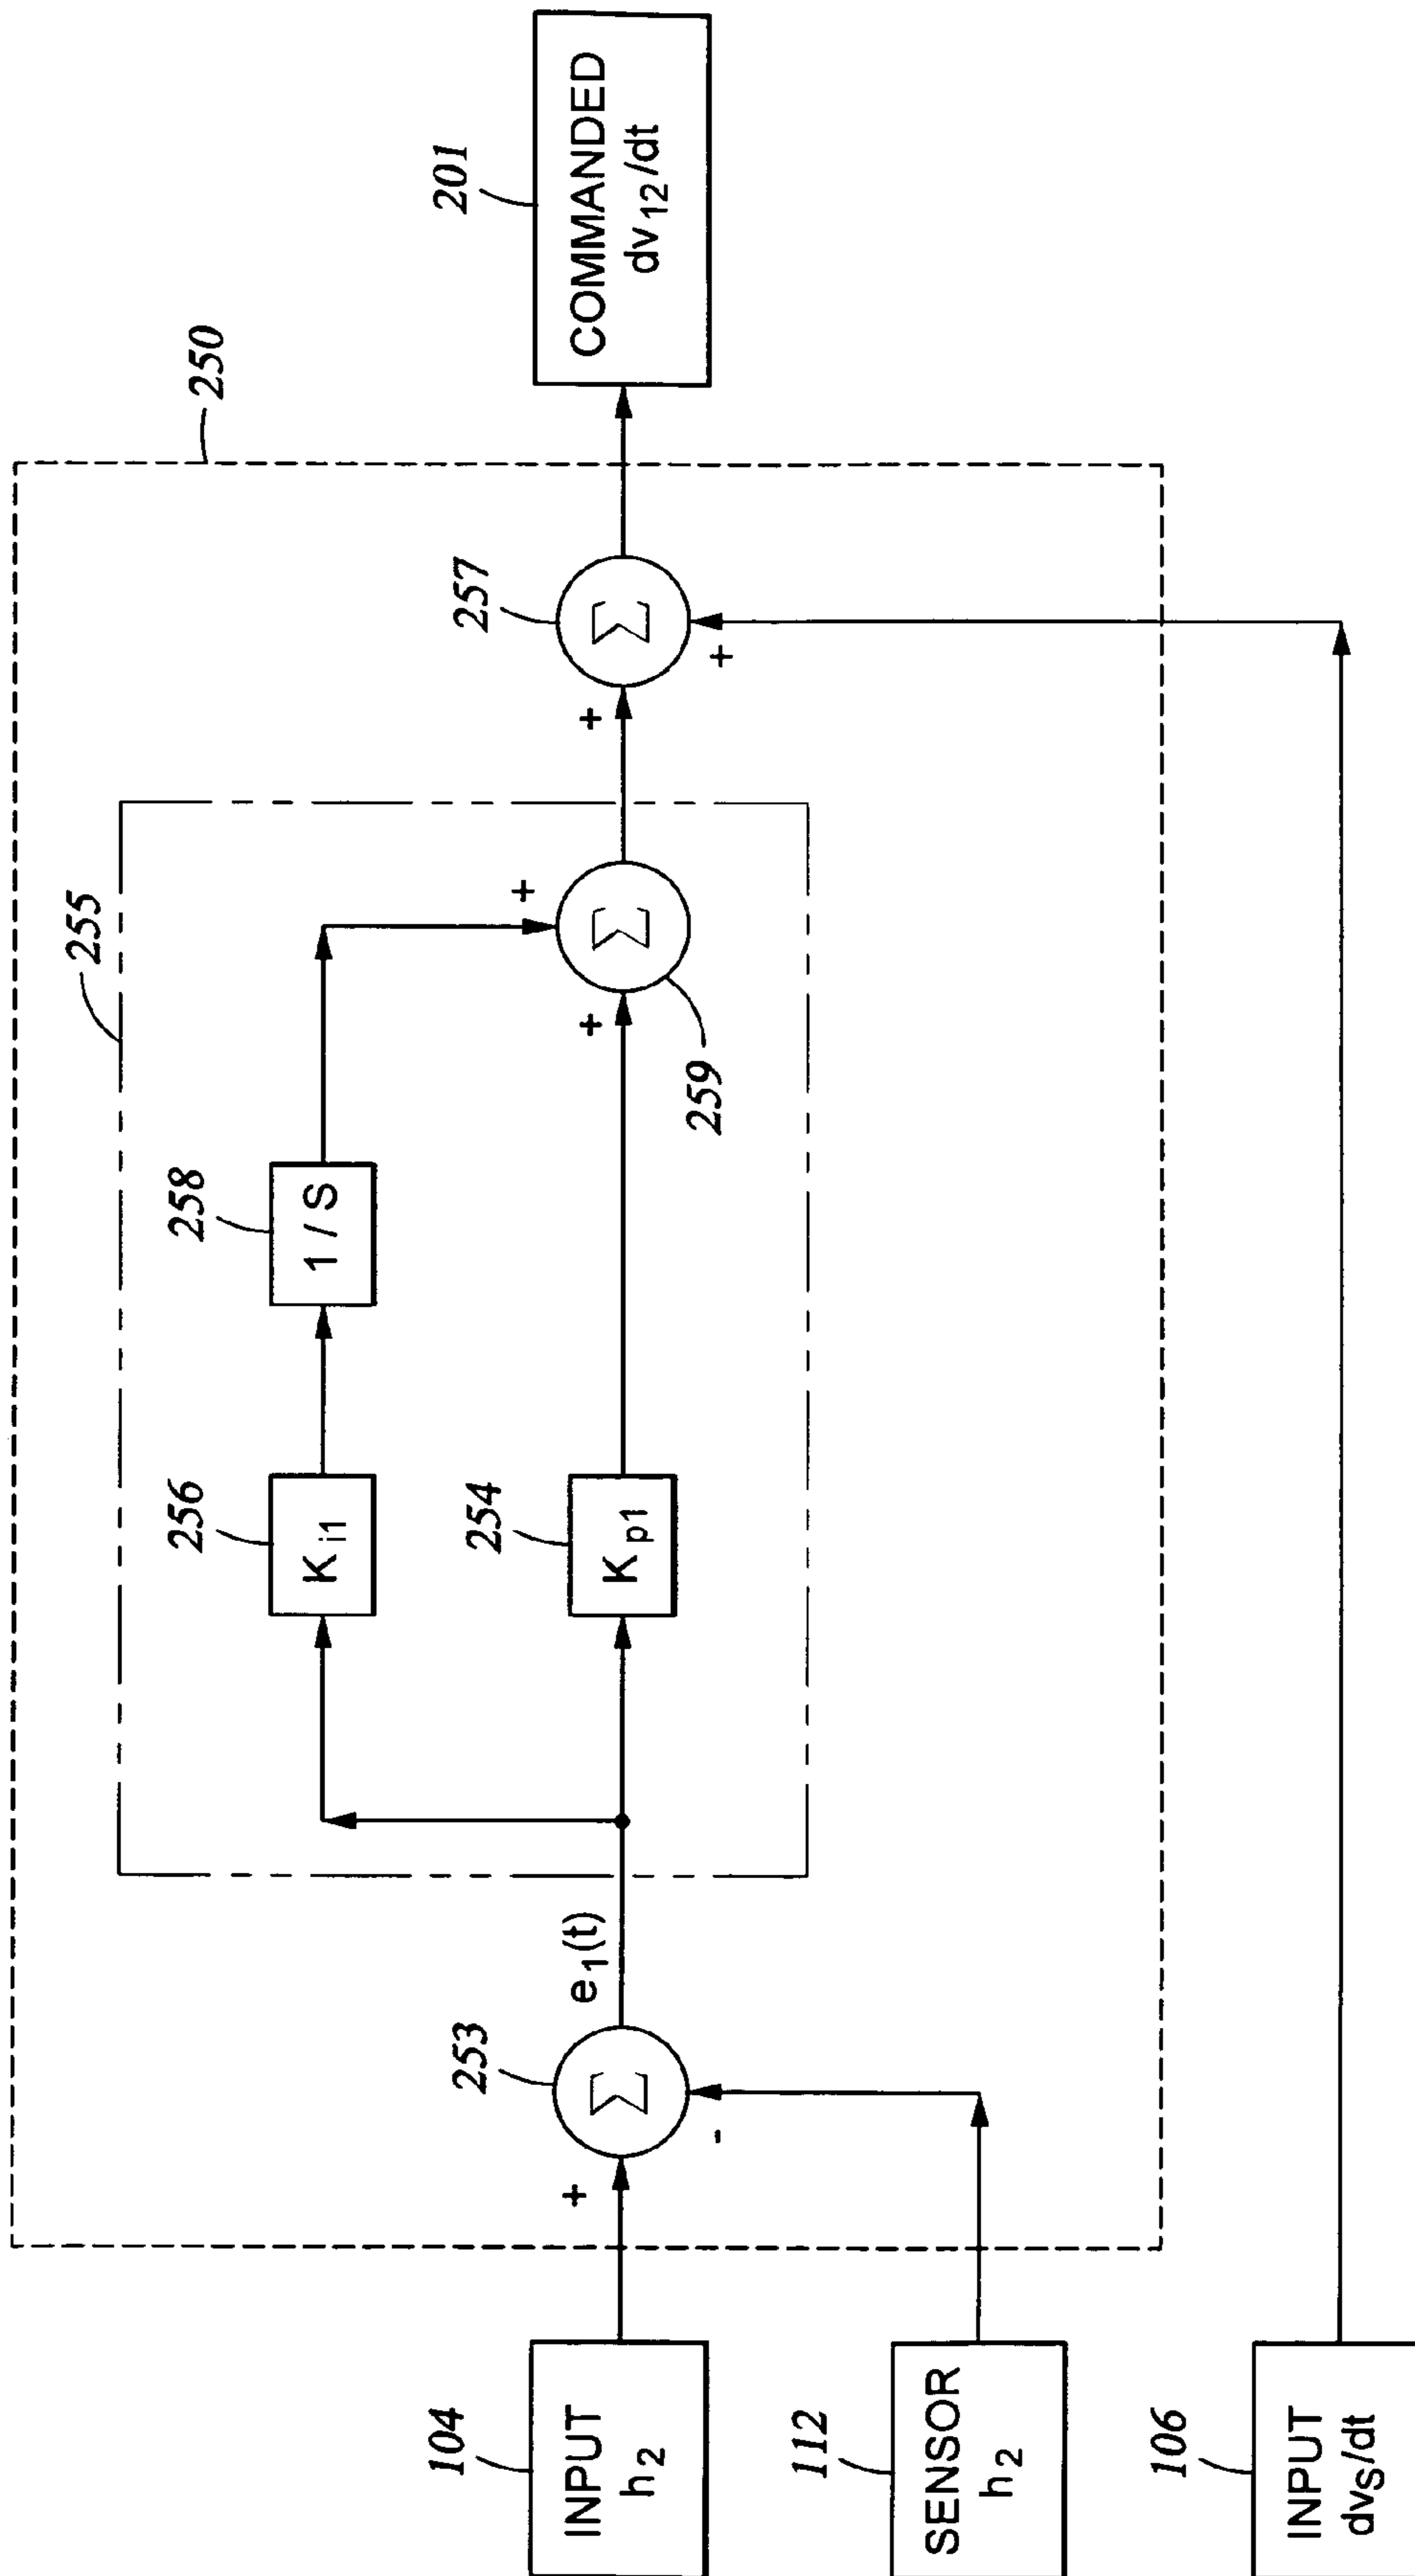 250
255
256
K i1
258
1 / S
201
COMMANDED
dv12/dt
104
INPUT
h2
+
253
Σ
-
e1(t)
254
Kp1
+
+
Σ
259
+
257
Σ
+
112
SENSOR
h2
106
INPUT
dvS/dt